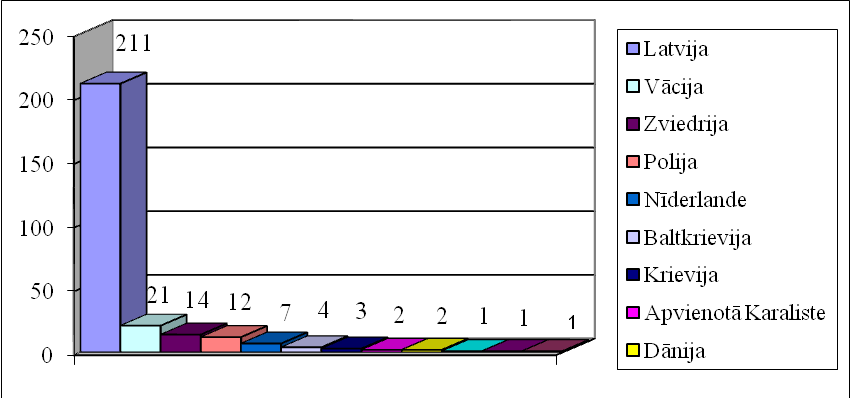 250
200
150
100
50
0
211
21
14
12
7
4
3
2
2
1
1
1
Latvija
Vācija
Zviedrija
Polija
Nīderlande
Baltkrievija
Krievija
Apvienotā Karaliste
Dānija